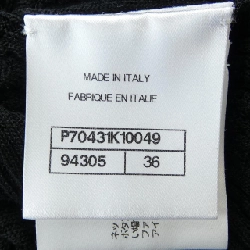 MADE IN ITALY
FABRIQUE EN ITALIE
P70431K10049
94305 36